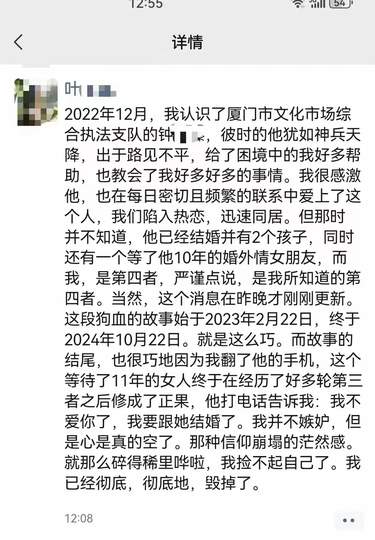 12:55
54
详情
叶
2022年12月，我认识了厦门市文化市场综
合执法支队的钟
，彼时的他犹如神兵天
降，出于路见不平，给了困境中的我好多帮
助，也教会了我好多好多的事情。我很感激
他，也在每日密切且频繁的联系中爱上了这
个人，我们陷入热恋，迅速同居。但那时
并不知道，他已经结婚并有2个孩子，同时
还有一个等了他10年的婚外情女朋友，而
我，是第四者，严谨点说，是我所知道的第
四者。当然，这个消息在昨晚才刚刚更新。
这段狗血的故事始于2023年2月22日，终于
2024年10月22日。就是这么巧。而故事的
结尾，也很巧地因为我翻了他的手机，这个
等待了11年的女人终于在经历了好多轮第三
者之后修成了正果，他打电话告诉我：我不
爱你了，我要跟她结婚了。我并不嫉妒，但
是心是真的空了。那种信仰崩塌的茫然感。
就那么碎得稀里哗啦，我捡不起自己了。我
已经彻底，彻底地，毁掉了。
12:08